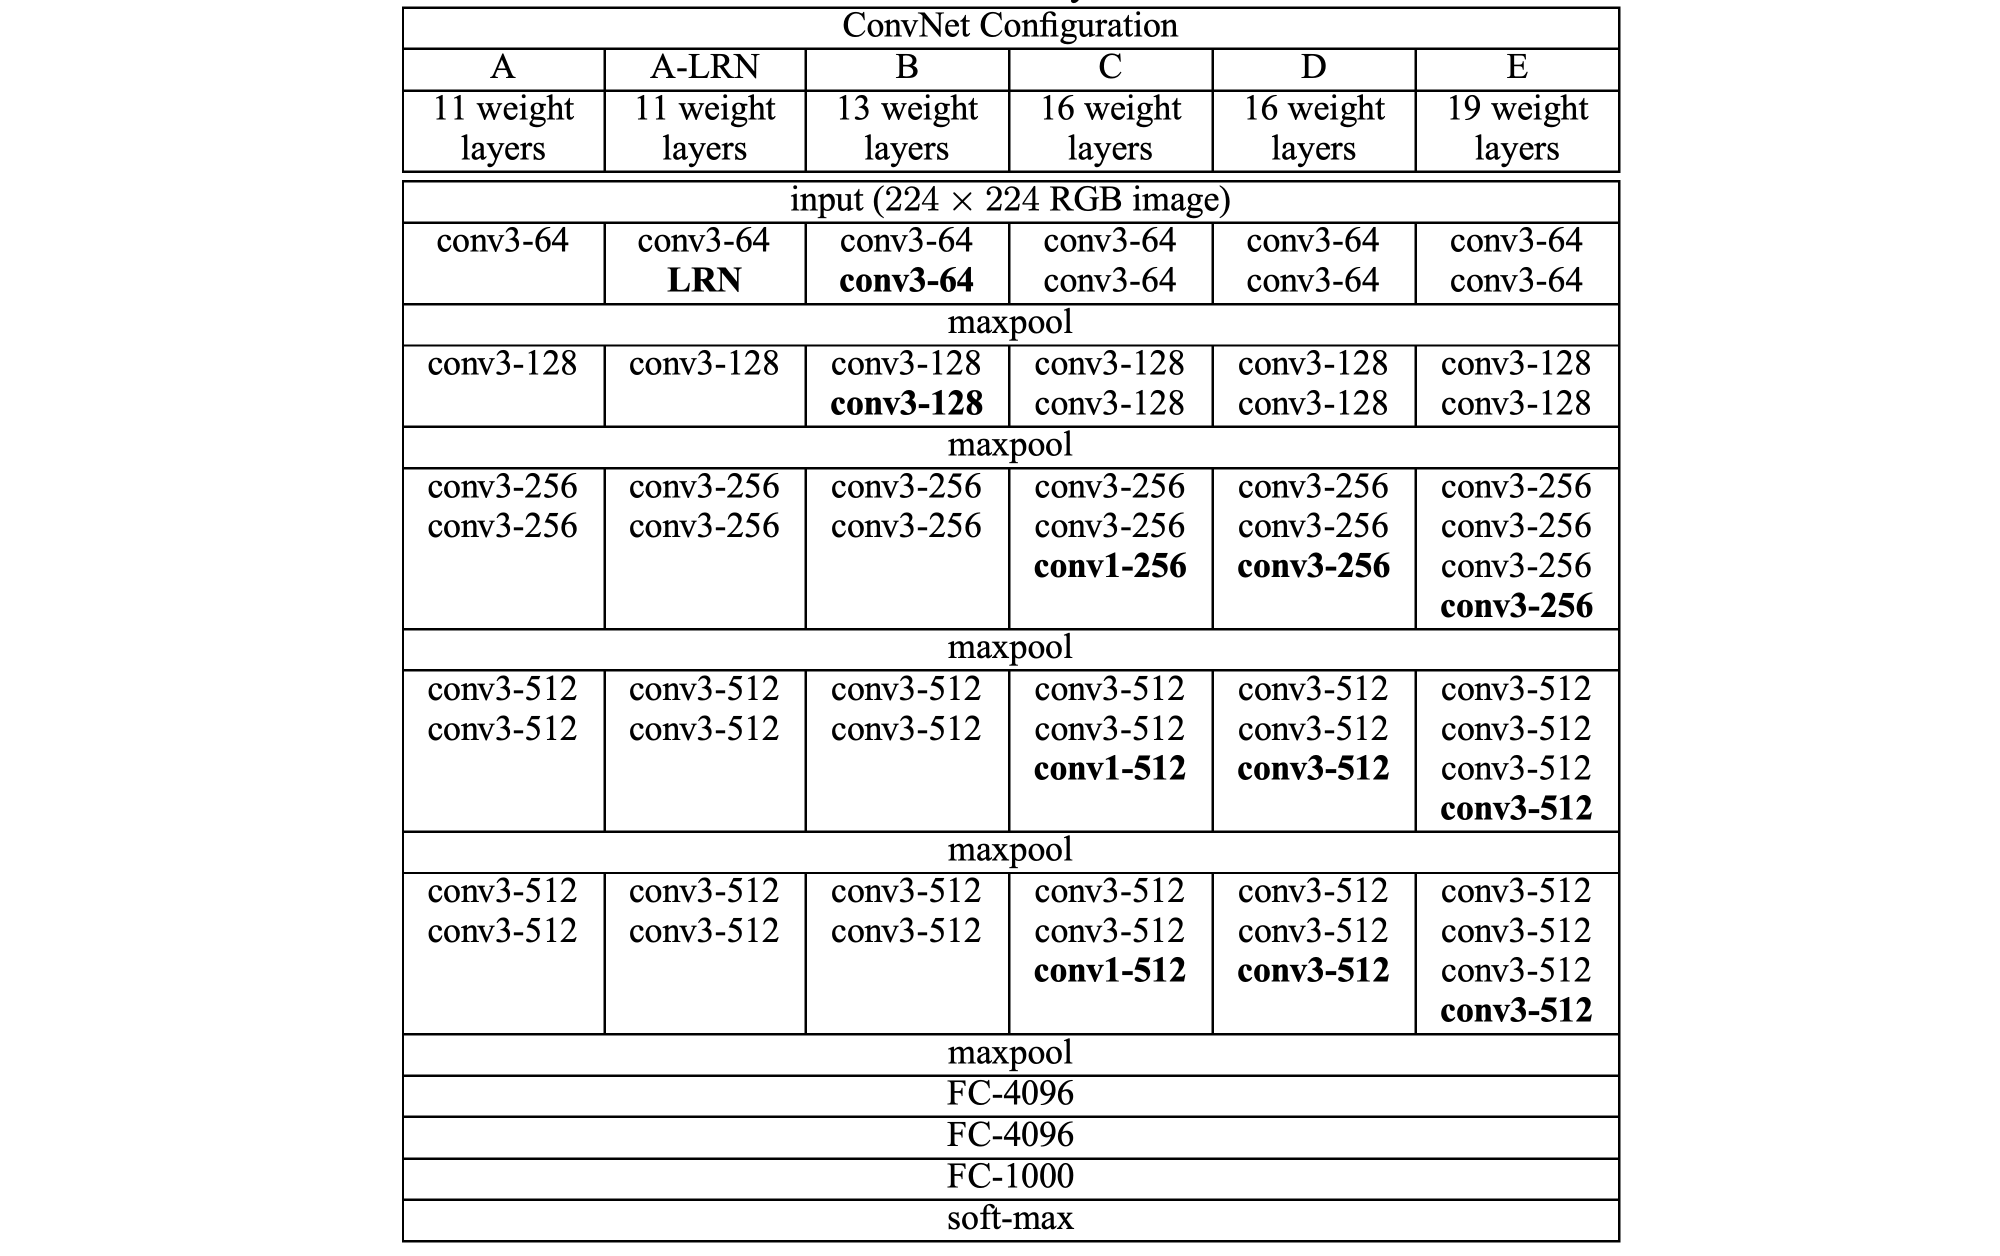 ConvNet Configuration
A A-LRN B C D E
11 weight 11 weight 13 weight 16 weight 16 weight 19 weight
layers layers layers layers layers layers
input (224 × 224 RGB image)
conv3-64 conv3-64 conv3-64 conv3-64 conv3-64 conv3-64
LRN conv3-64 conv3-64 conv3-64 conv3-64
maxpool
conv3-128 conv3-128 conv3-128 conv3-128 conv3-128 conv3-128
conv3-128 conv3-128 conv3-128 conv3-128
maxpool
conv3-256 conv3-256 conv3-256 conv3-256 conv3-256 conv3-256
conv3-256 conv3-256 conv3-256 conv3-256 conv3-256 conv3-256
conv1-256 conv3-256 conv3-256
conv3-256
maxpool
conv3-512 conv3-512 conv3-512 conv3-512 conv3-512 conv3-512
conv3-512 conv3-512 conv3-512 conv3-512 conv3-512 conv3-512
conv1-512 conv3-512 conv3-512
conv3-512
maxpool
conv3-512 conv3-512 conv3-512 conv3-512 conv3-512 conv3-512
conv3-512 conv3-512 conv3-512 conv3-512 conv3-512 conv3-512
conv1-512 conv3-512 conv3-512
conv3-512
maxpool
FC-4096
FC-4096
FC-1000
soft-max